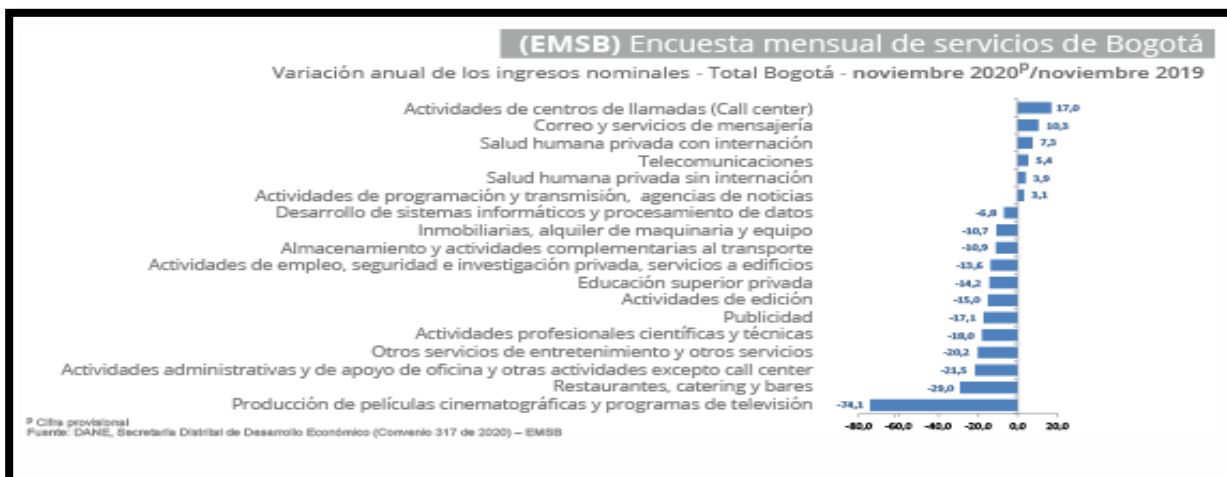 (EMSB) Encuesta mensual de servicios de Bogotá
Variación anual de los ingresos nominales - Total Bogotá - noviembre 2020ᴾ/noviembre 2019
Actividades de centros de llamadas (Call center) 17,0
Correo y servicios de mensajería 10,3
Salud humana privada con internación 7,3
Telecomunicaciones 5,4
Salud humana privada sin internación 3,9
Actividades de programación y transmisión, agencias de noticias 3,1
Desarrollo de sistemas informáticos y procesamiento de datos
Inmobiliarias, alquiler de maquinaria y equipo -10,7
Almacenamiento y actividades complementarias al transporte -10,9
Actividades de empleo, seguridad e investigación privada, servicios a edificios -13,6
Educación superior privada -14,2
Actividades de edición -15,0
Publicidad -17,1
Actividades profesionales científicas y técnicas -18,0
Otros servicios de entretenimiento y otros servicios -20,2
Actividades administrativas y de apoyo de oficina y otras actividades excepto call center -21,5
Restaurantes, catering y bares -29,0
Producción de películas cinematográficas y programas de televisión -74,1
-80,0 -60,0 -40,0 -20,0 0,0 20,0
ᴾ Cifra provisional
Fuente: DANE, Secretaría Distrital de Desarrollo Económico (Convenio 317 de 2020) – EMSB